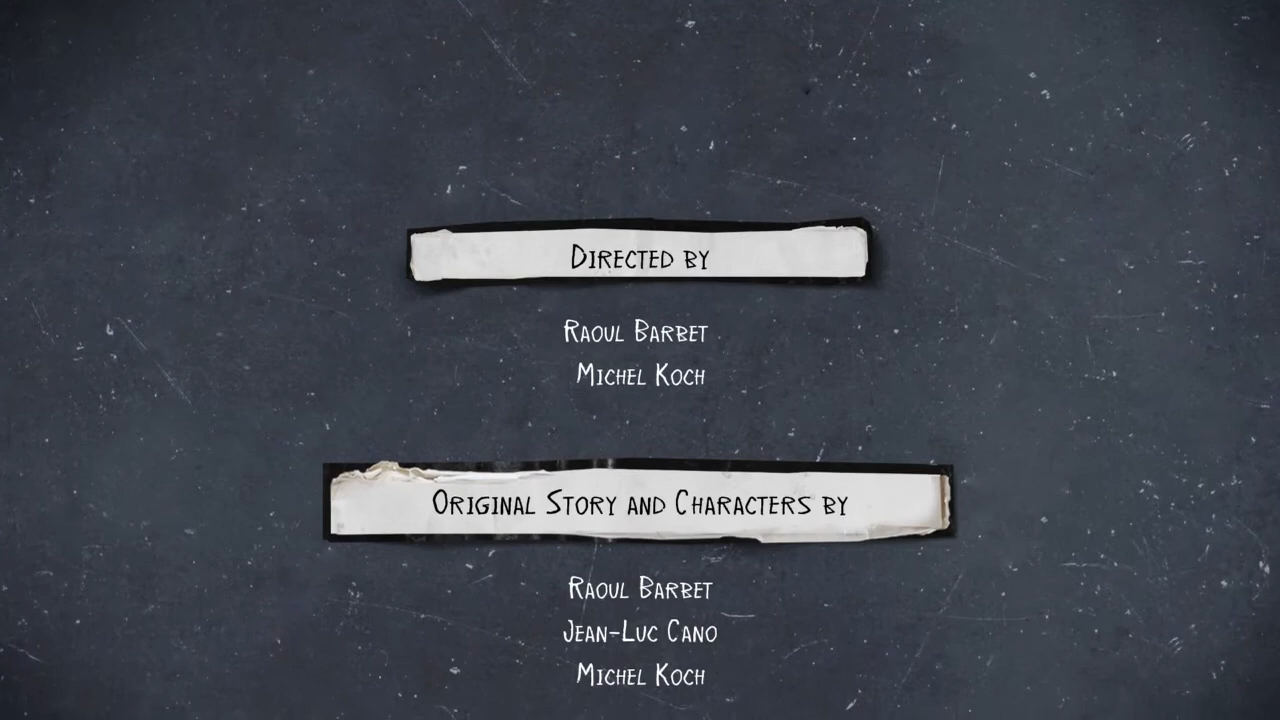 Directed by
Raoul Barbet
Michel Koch
Original Story and Characters by
Raoul Barbet
Jean-Luc Cano
Michel Koch